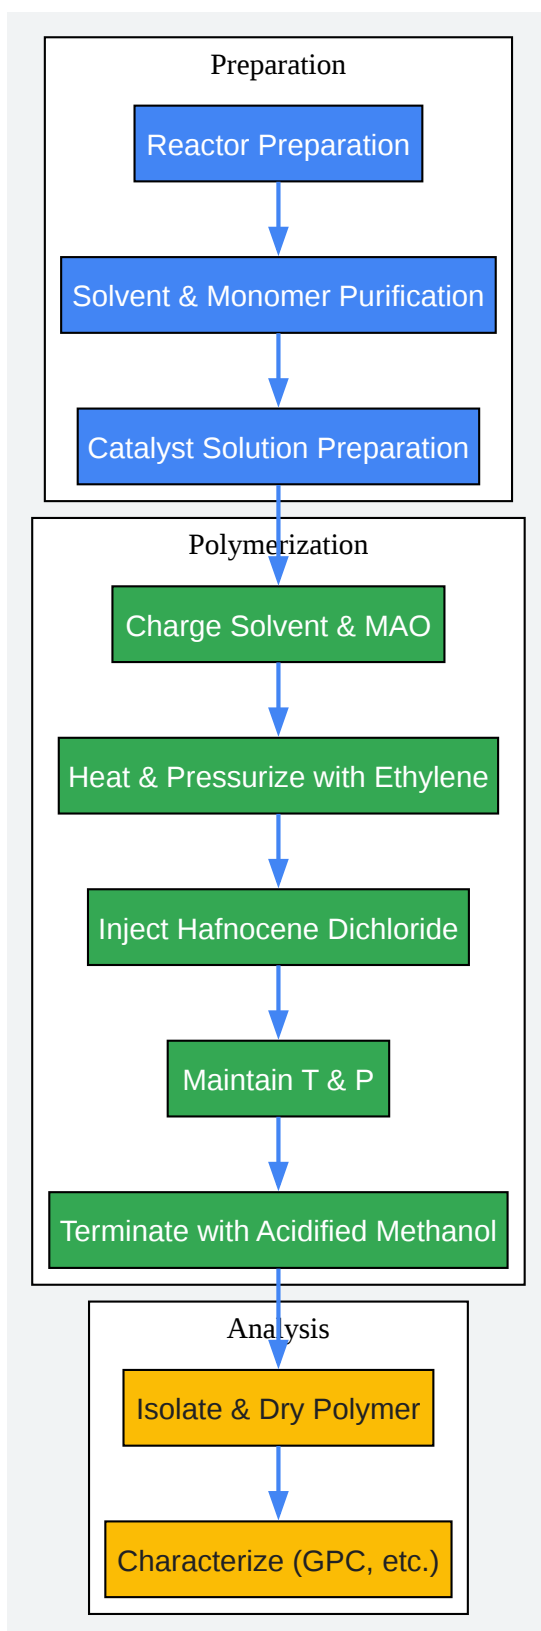 Preparation
Reactor Preparation
Solvent & Monomer Purification
Catalyst Solution Preparation
Polymerization
Charge Solvent & MAO
Heat & Pressurize with Ethylene
Inject Hafnocene Dichloride
Maintain T & P
Terminate with Acidified Methanol
Analysis
Isolate & Dry Polymer
Characterize (GPC, etc.)